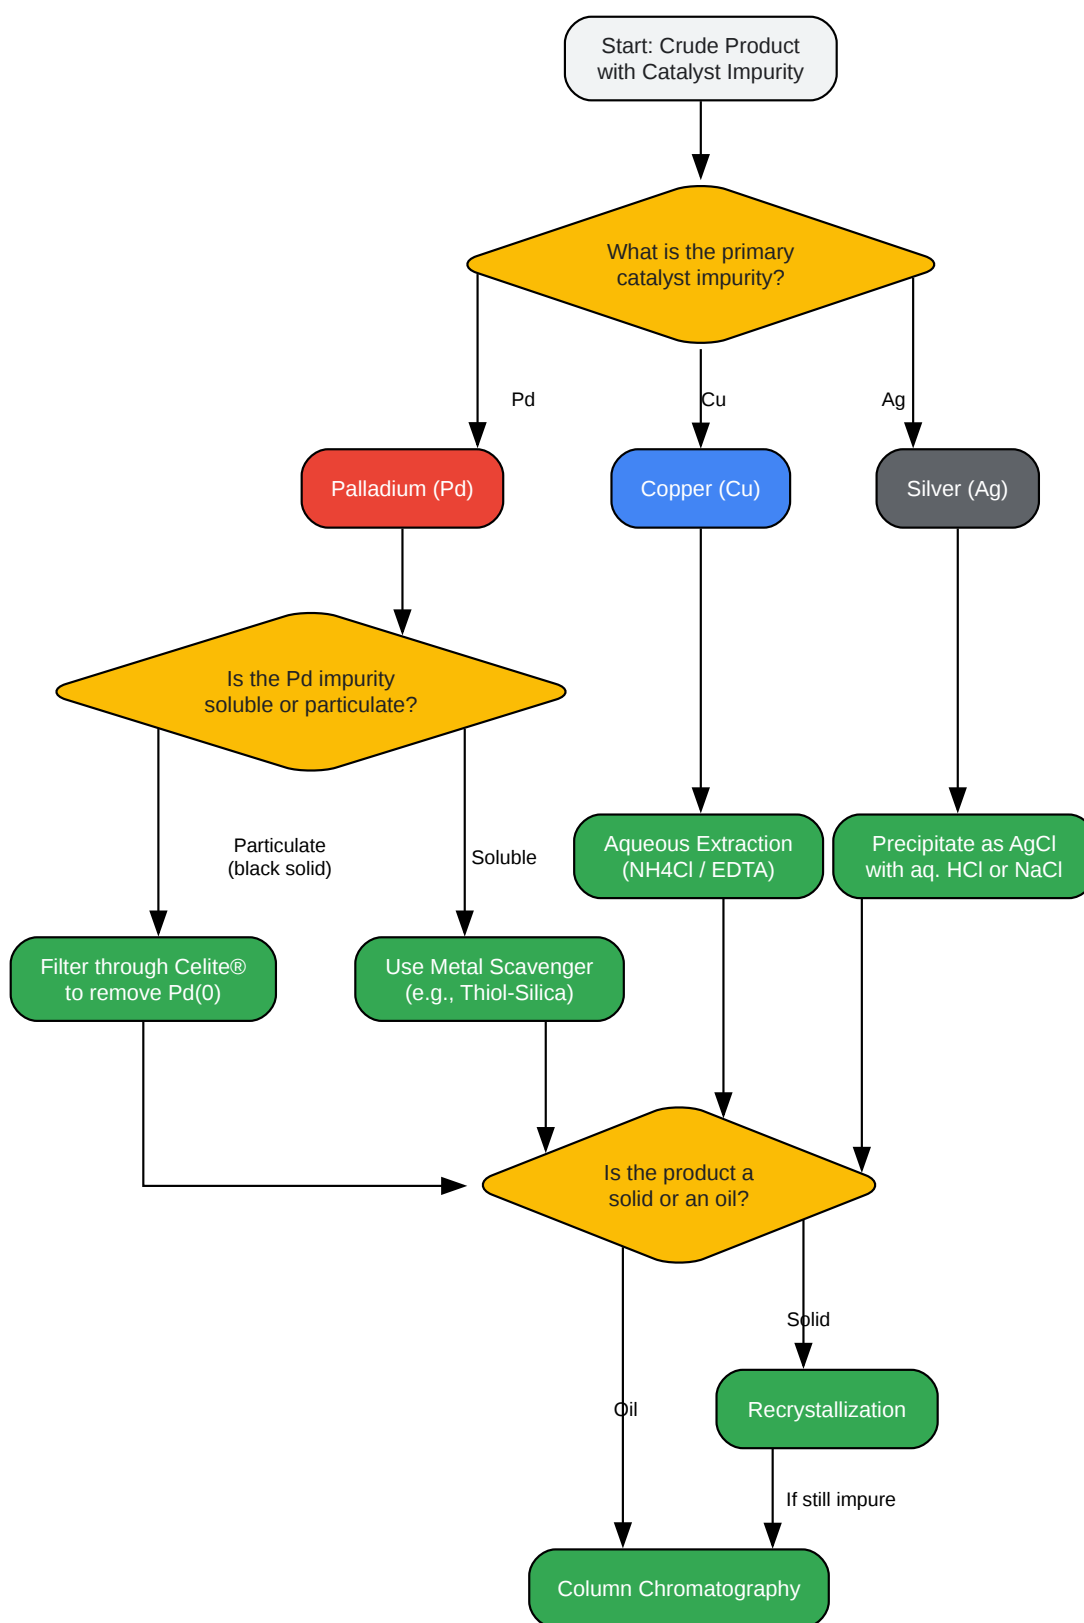 Start: Crude Product
with Catalyst Impurity
What is the primary
catalyst impurity?
Pd
Cu
Ag
Palladium (Pd)
Copper (Cu)
Silver (Ag)
Is the Pd impurity
soluble or particulate?
Particulate
(black solid)
Soluble
Aqueous Extraction
(NH4Cl / EDTA)
Precipitate as AgCl
with aq. HCl or NaCl
Filter through Celite®
to remove Pd(0)
Use Metal Scavenger
(e.g., Thiol-Silica)
Is the product a
solid or an oil?
Solid
Oil
Recrystallization
If still impure
Column Chromatography